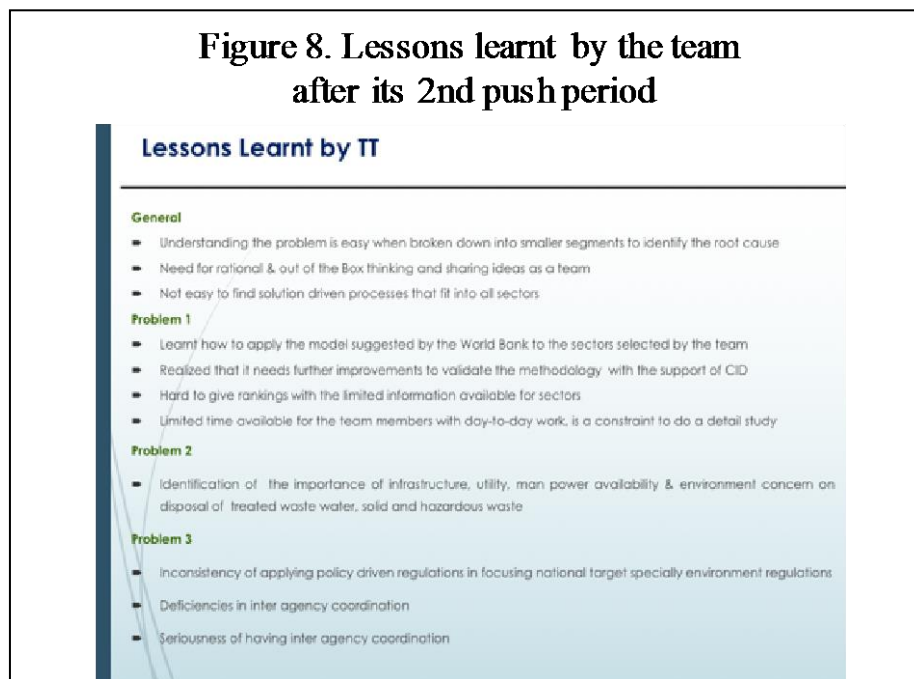 Figure 8. Lessons learnt by the team
after its 2nd push period
Lessons Learnt by TT
General
Understanding the problem is easy when broken down into smaller segments to identify the root cause
Need for rational & out of the Box thinking and sharing ideas as a team
Not easy to find solution driven processes that fit into all sectors
Problem 1
Learnt how to apply the model suggested by the World Bank to the sectors selected by the team
Realized that it needs further improvements to validate the methodology with the support of CID
Hard to give rankings with the limited information available for sectors
Limited time available for the team members with day-to-day work, is a constraint to do a detail study
Problem 2
Identification of the importance of infrastructure, utility, man power availability & environment concern on
disposal of treated waste water, solid and hazardous waste
Problem 3
Inconsistency of applying policy driven regulations in focusing national target specially environment regulations
Deficiencies in inter agency coordination
Seriousness of having inter agency coordination